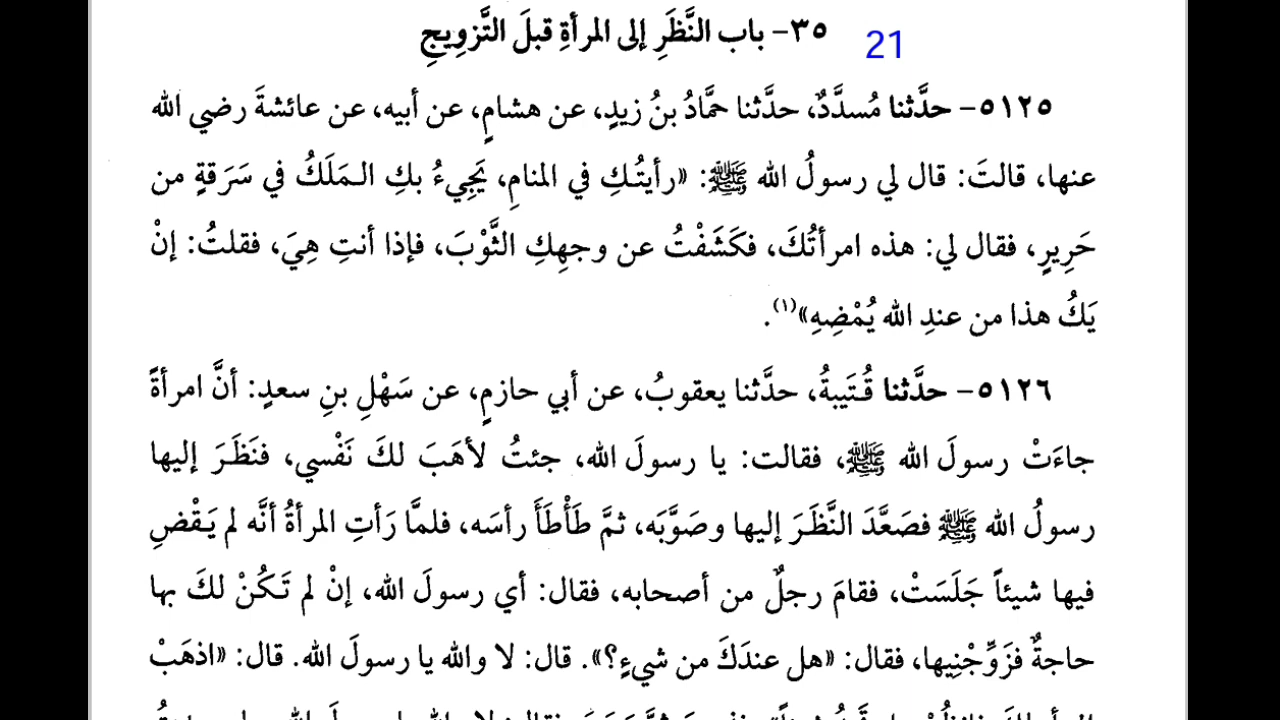 ٣٥- باب النَّظَرِ إلى المرأةِ قبلَ التَّزوِيجِ
21
٥١٢٥- حدَّثنا مُسدَّدٌ، حدَّثنا حمَّادُ بنُ زيدٍ، عن هشامٍ، عن أبيه، عن عائشةَ رضي الله
عنها، قالتَ: قال لي رسولُ الله ﷺ: «رأيتُكِ في المنامِ، يَجِيءُ بكِ المَلَكُ في سَرَقةٍ من
حَرِيرٍ، فقال لي: هذه امرأتُكَ، فكَشَفْتُ عن وجهِكِ الثَّوْبَ، فإذا أنتِ هِيَ، فقلتُ: إنْ
يَكُ هذا من عندِ الله يُمْضِهِ»(١).
٥١٢٦- حدَّثنا قُتَيبةُ، حدَّثنا يعقوبُ، عن أبي حازمٍ، عن سَهْلِ بنِ سعدٍ: أنَّ امرأةً
جاءَتْ رسولَ الله ﷺ، فقالت: يا رسولَ الله، جئتُ لأهَبَ لكَ نَفْسي، فنَظَرَ إليها
رسولُ الله ﷺ فصَعَّدَ النَّظَرَ إليها وصَوَّبَه، ثمَّ طَأْطَأَ رأسَه، فلمَّا رَأتِ المرأةُ أنَّه لم يَقْضِ
فيها شيئاً جَلَسَتْ، فقامَ رجلٌ من أصحابه، فقال: أي رسولَ الله، إنْ لم تَكُنْ لكَ بها
حاجةٌ فزَوِّجْنِيها، فقال: «هل عندَكَ من شيءٍ؟». قال: لا والله يا رسولَ الله. قال: «اذهَبْ